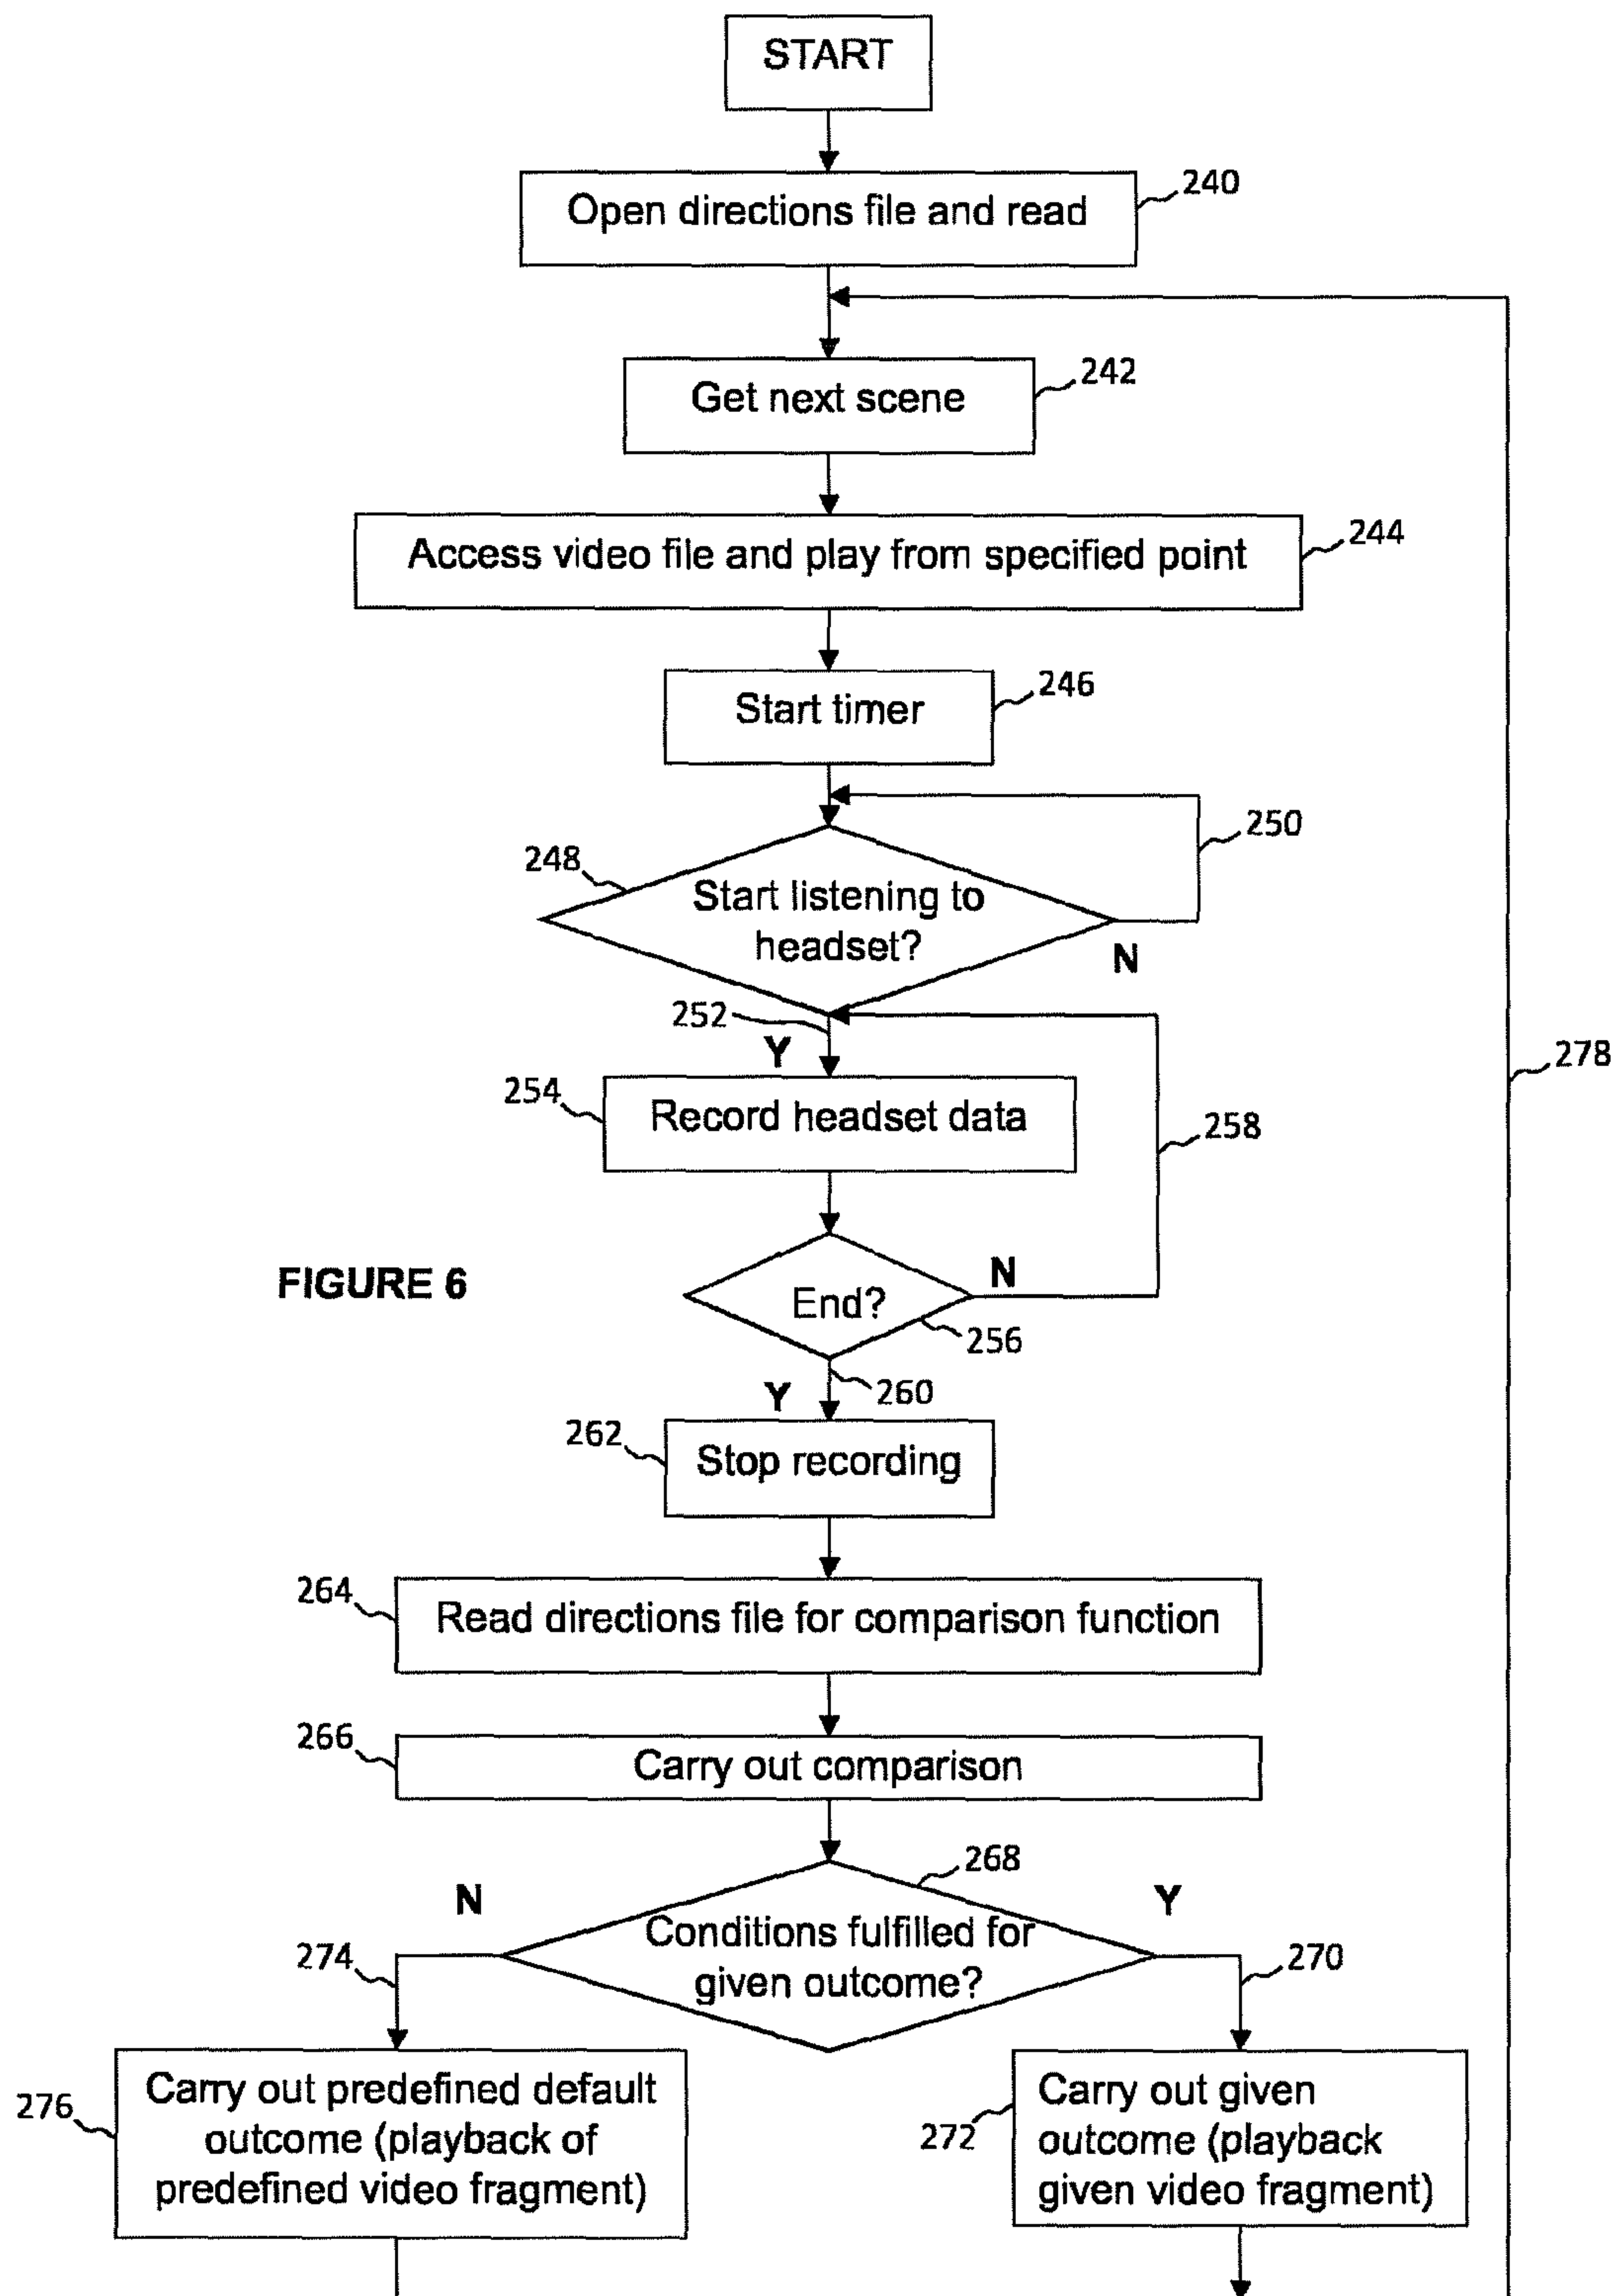 START
240
Open directions file and read
242
Get next scene
244
Access video file and play from specified point
246
Start timer
250
248
Start listening to
headset?
N
252
Y
278
254
Record headset data
258
FIGURE 6
N
End?
256
Y
260
262
Stop recording
264
Read directions file for comparison function
266
Carry out comparison
268
N
Y
Conditions fulfilled for
given outcome?
274
270
276
Carry out predefined default
outcome (playback of
predefined video fragment)
272
Carry out given
outcome (playback
given video fragment)